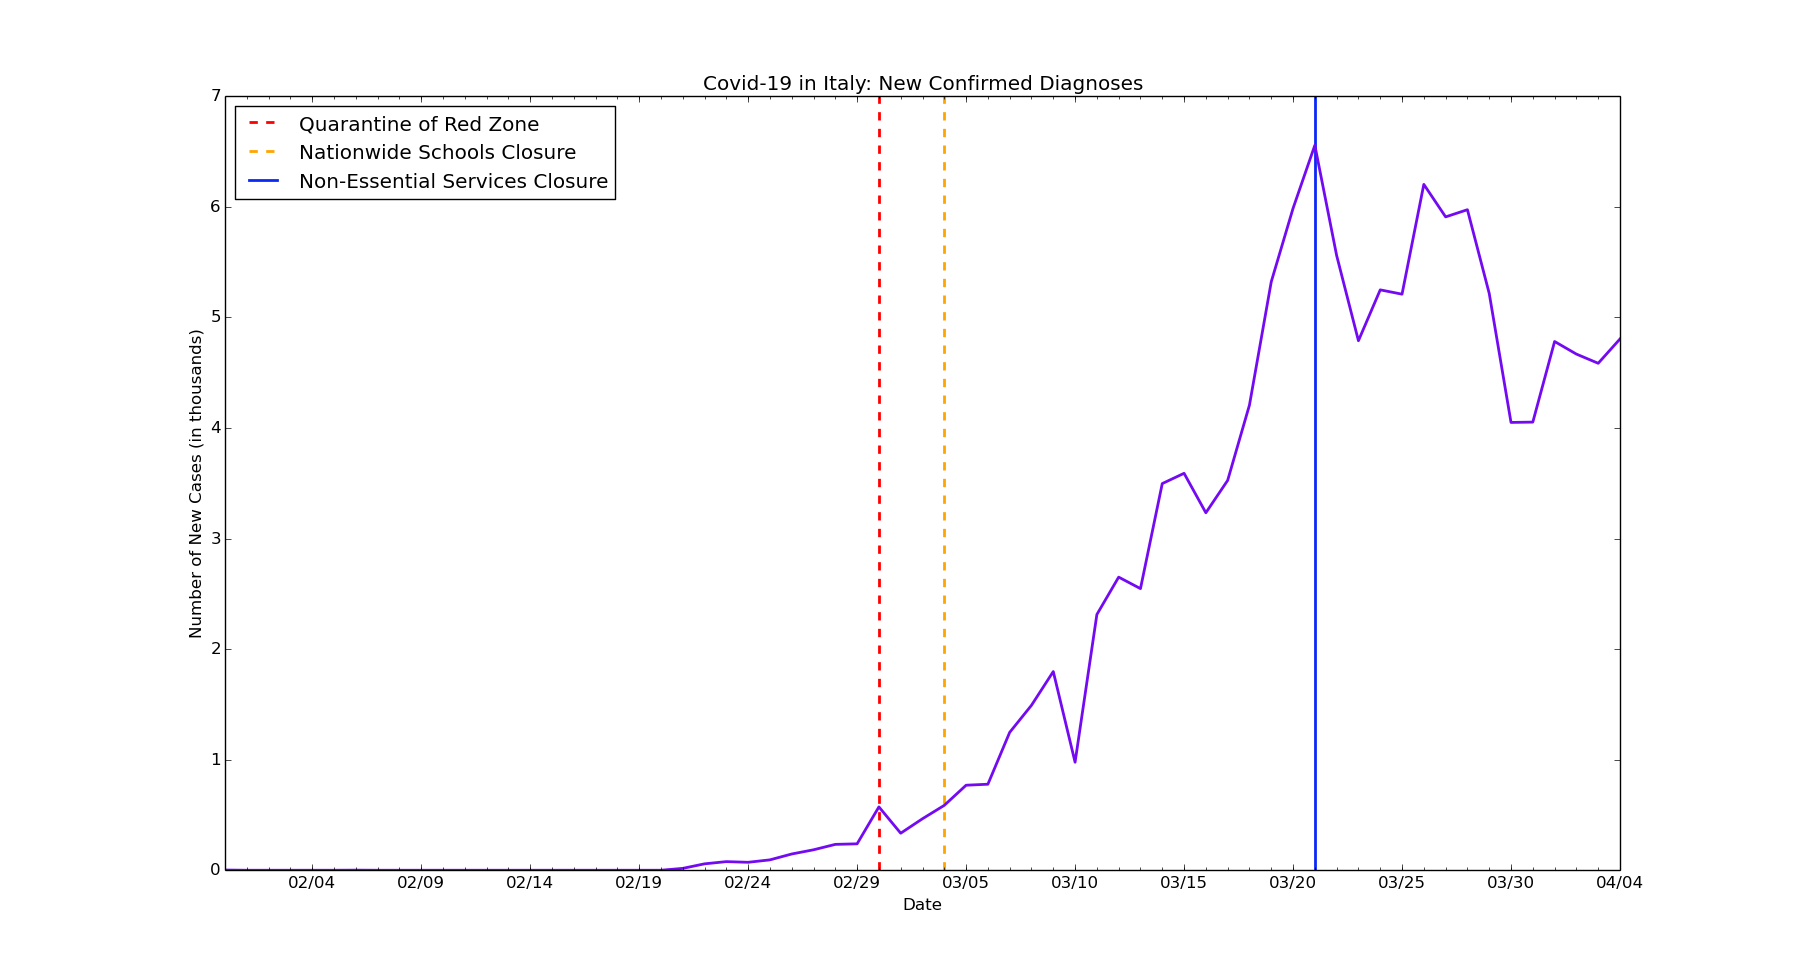 Covid-19 in Italy: New Confirmed Diagnoses
Quarantine of Red Zone
Nationwide Schools Closure
Non-Essential Services Closure
Number of New Cases (in thousands)
7
6
5
4
3
2
1
0
02/04 02/09 02/14 02/19 02/24 02/29 03/05 03/10 03/15 03/20 03/25 03/30 04/04
Date